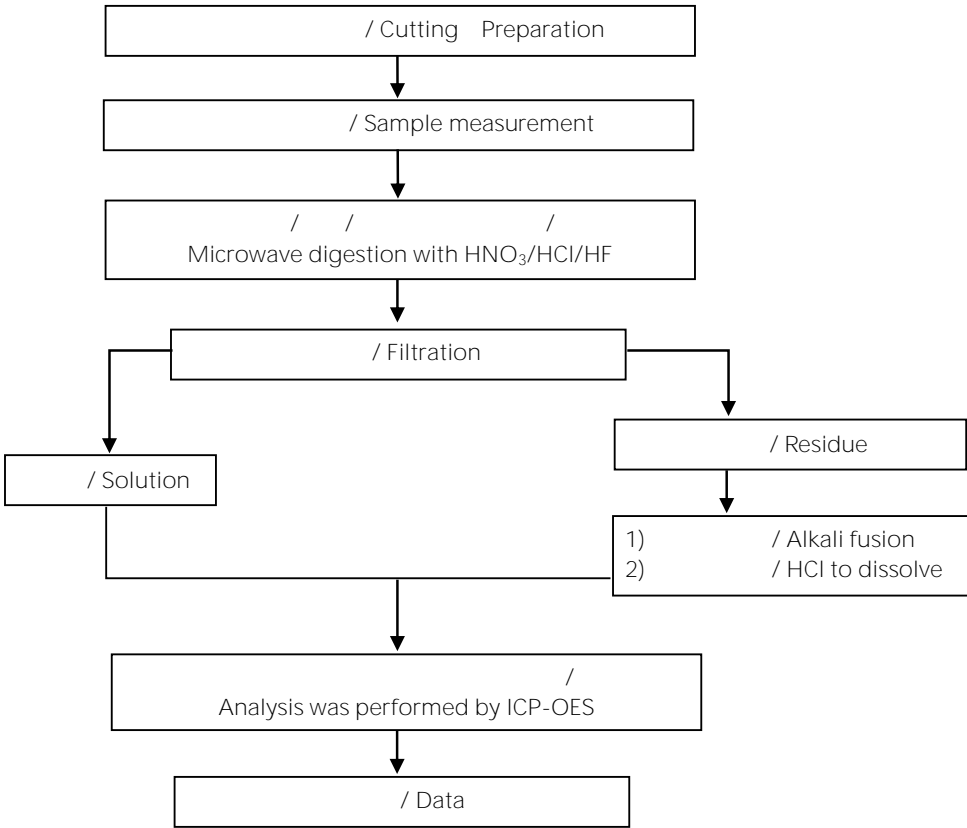 / Cutting Preparation
/ Sample measurement
/ / /
Microwave digestion with HNO₃/HCl/HF
/ Filtration
/ Residue
/ Solution
1) / Alkali fusion
2) / HCl to dissolve
/
Analysis was performed by ICP-OES
/ Data